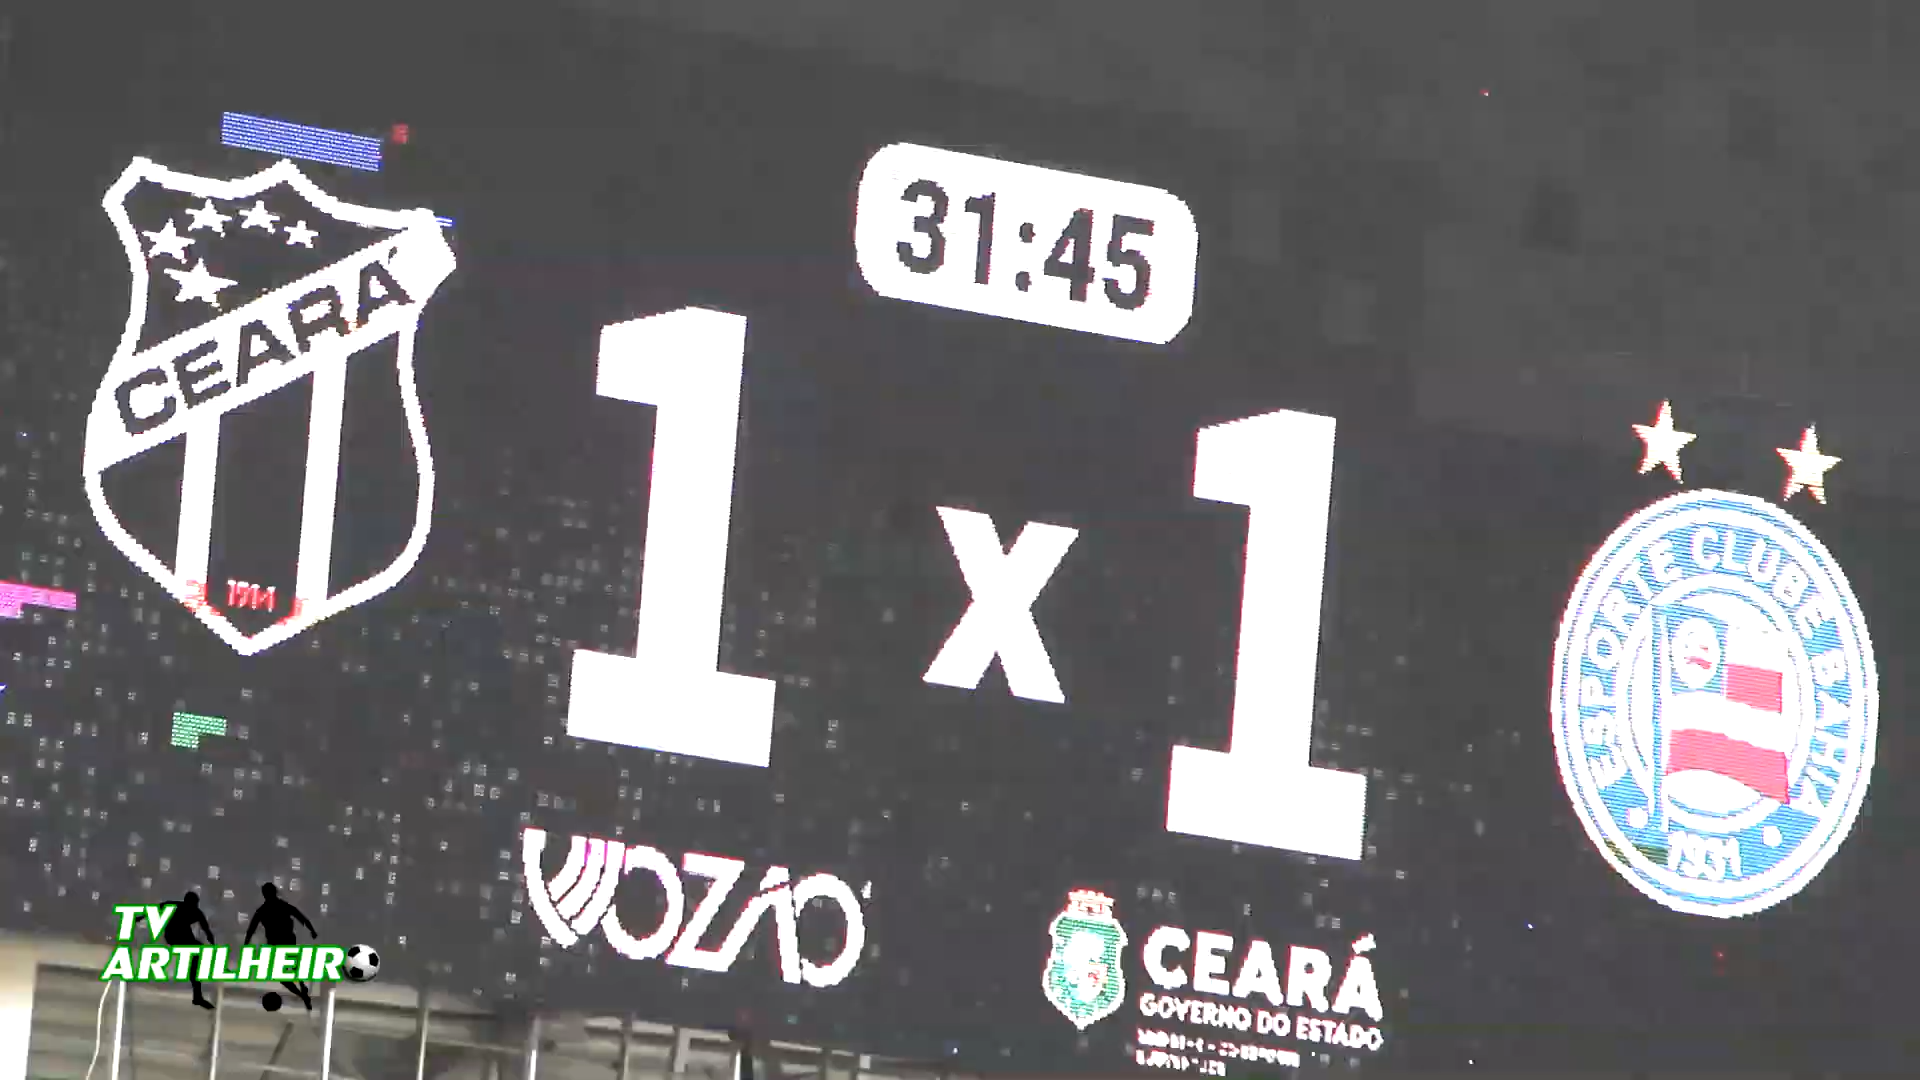 31:45
CEARÁ
1914
1 x 1
ESPORTE CLUBE BAHIA
1931
VOZÃO
CEARÁ
GOVERNO DO ESTADO
TV
ARTILHEIRO